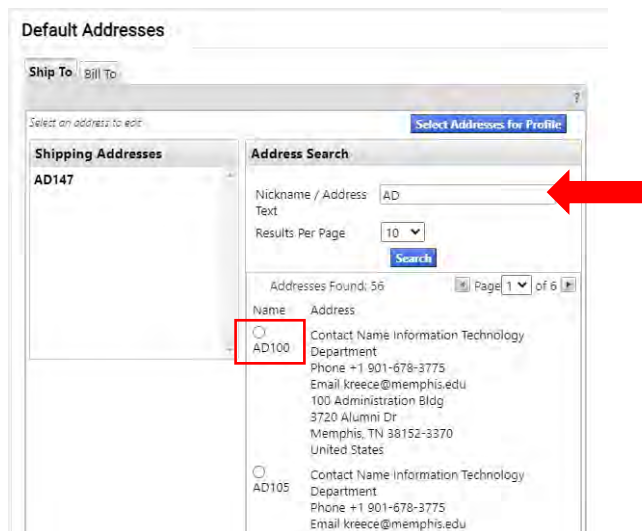 Default Addresses
Ship To Bill To
?
Select an address to edit
Select Addresses for Profile
Shipping Addresses
AD147
Address Search
Nickname / Address Text
AD
Results Per Page
10
Search
Addresses Found: 56
Page 1 of 6
Name Address
AD100
Contact Name Information Technology
Department
Phone +1 901-678-3775
Email kreece@memphis.edu
100 Administration Bldg
3720 Alumni Dr
Memphis, TN 38152-3370
United States
AD105
Contact Name Information Technology
Department
Phone +1 901-678-3775
Email kreece@memphis.edu